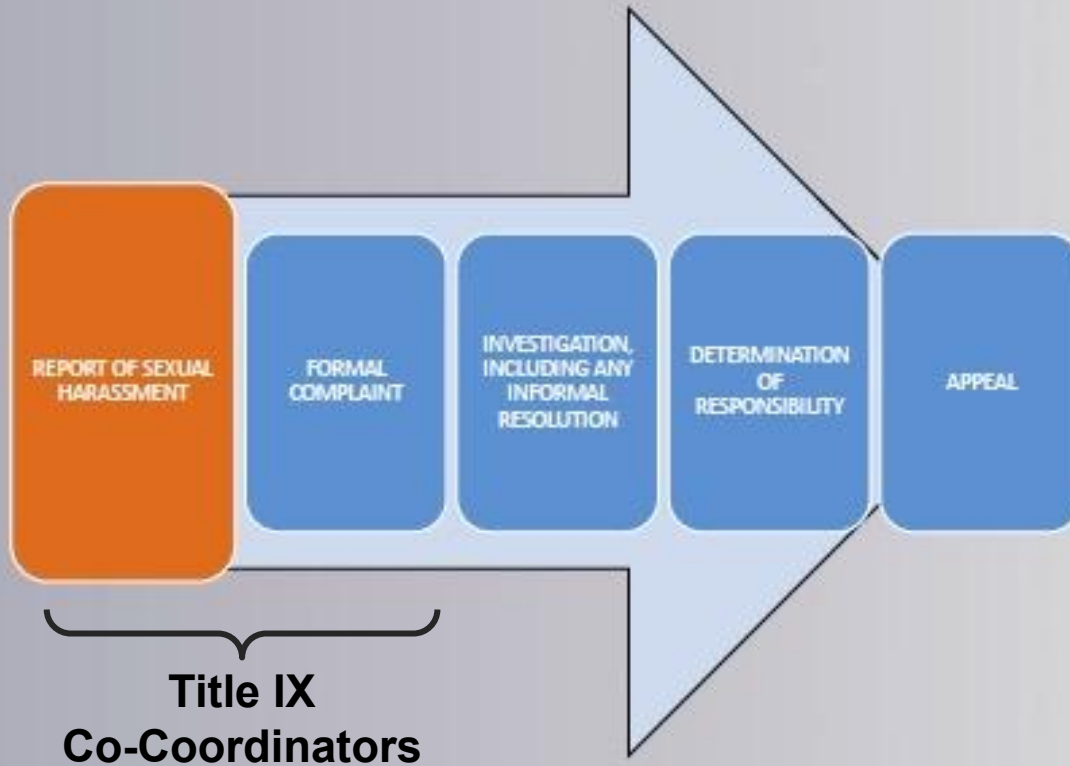 REPORT OF SEXUAL
HARASSMENT
FORMAL
COMPLAINT
INVESTIGATION,
INCLUDING ANY
INFORMAL
RESOLUTION
DETERMINATION
OF
RESPONSIBILITY
APPEAL
Title IX
Co-Coordinators